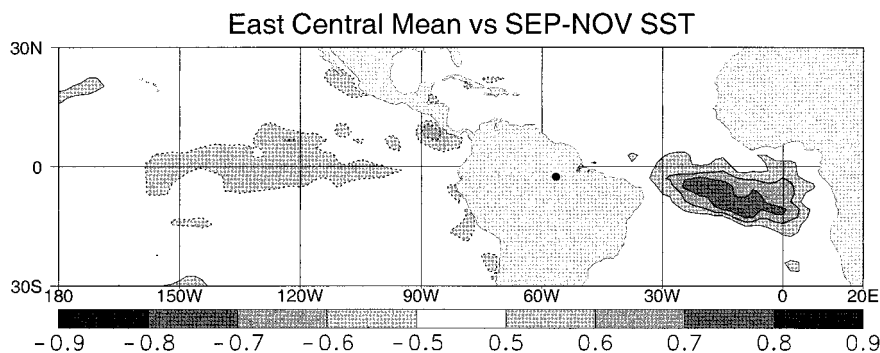 East Central Mean vs SEP-NOV SST
30N
0
30S
180 150W 120W 90W 60W 30W 0 20E
-0.9 -0.8 -0.7 -0.6 -0.5 0.5 0.6 0.7 0.8 0.9